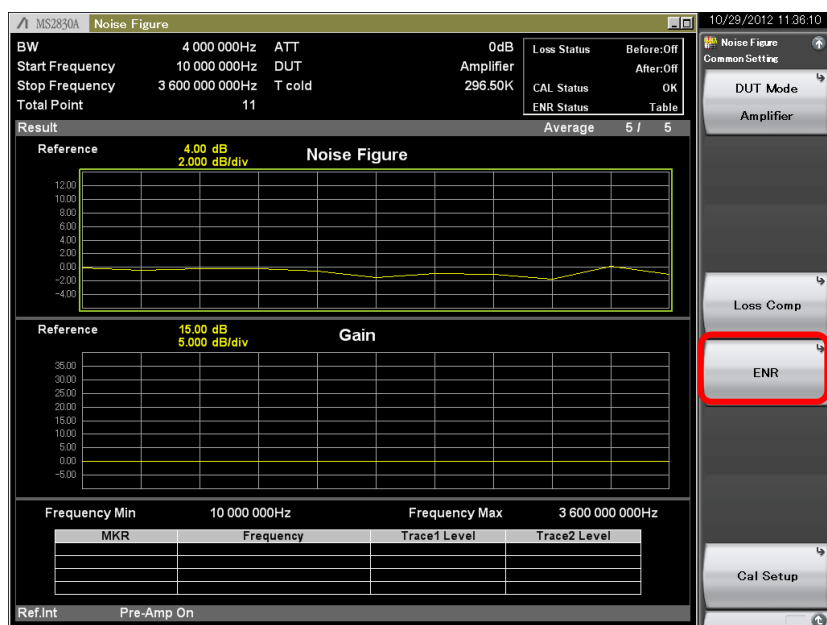 MS2830A Noise Figure
10/29/2012 11:36:10
BW 4 000 000Hz ATT 0dB
Start Frequency 10 000 000Hz DUT Amplifier
Stop Frequency 3 600 000 000Hz T cold 296.50K
Total Point 11
Loss Status Before:Off
After:Off
CAL Status OK
ENR Status Table
Result Average 5 / 5
Reference 4.00 dB
2.000 dB/div
Noise Figure
12.00
10.00
8.00
6.00
4.00
2.00
0.00
-2.00
-4.00
Reference 15.00 dB
5.000 dB/div
Gain
35.00
30.00
25.00
20.00
15.00
10.00
5.00
0.00
-5.00
Frequency Min 10 000 000Hz Frequency Max 3 600 000 000Hz
MKR Frequency Trace1 Level Trace2 Level
Ref.Int Pre-Amp On
Noise Figure
Common Setting
DUT Mode
Amplifier
Loss Comp
ENR
Cal Setup